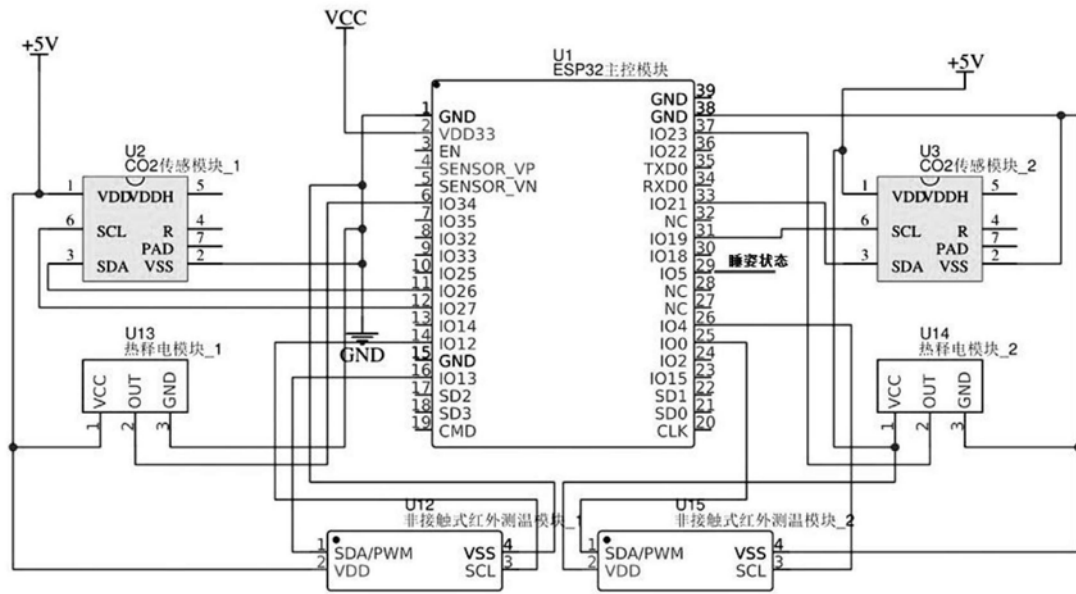 VCC
+5V
U1
ESP32主控模块
+5V
1 GND
2 VDD33
3 EN
4 SENSOR_VP
5 SENSOR_VN
6 IO34
7 IO35
8 IO32
9 IO33
10 IO25
11 IO26
12 IO27
13 IO14
14 IO12
15 GND
16 IO13
17 SD2
18 SD3
19 CMD
GND 39
GND 38
IO23 37
IO22 36
TXD0 35
RXD0 34
IO21 33
NC 32
IO19 31
IO18 30
IO5 29
NC 28
NC 27
IO4 26
IO0 25
IO2 24
IO15 23
SD1 22
SD0 21
CLK 20
睡姿状态
GND
U2
CO2传感模块_1
1 VDD VDDH 5
6 SCL R 4
PAD 7
3 SDA VSS 2
U3
CO2传感模块_2
1 VDD VDDH 5
6 SCL R 4
PAD 7
3 SDA VSS 2
U13
热释电模块_1
VCC OUT GND
1 2 3
U14
热释电模块_2
VCC OUT GND
1 2 3
U12
非接触式红外测温模块_1
1 SDA/PWM VSS 4
2 VDD SCL 3
U15
非接触式红外测温模块_2
1 SDA/PWM VSS 4
2 VDD SCL 3